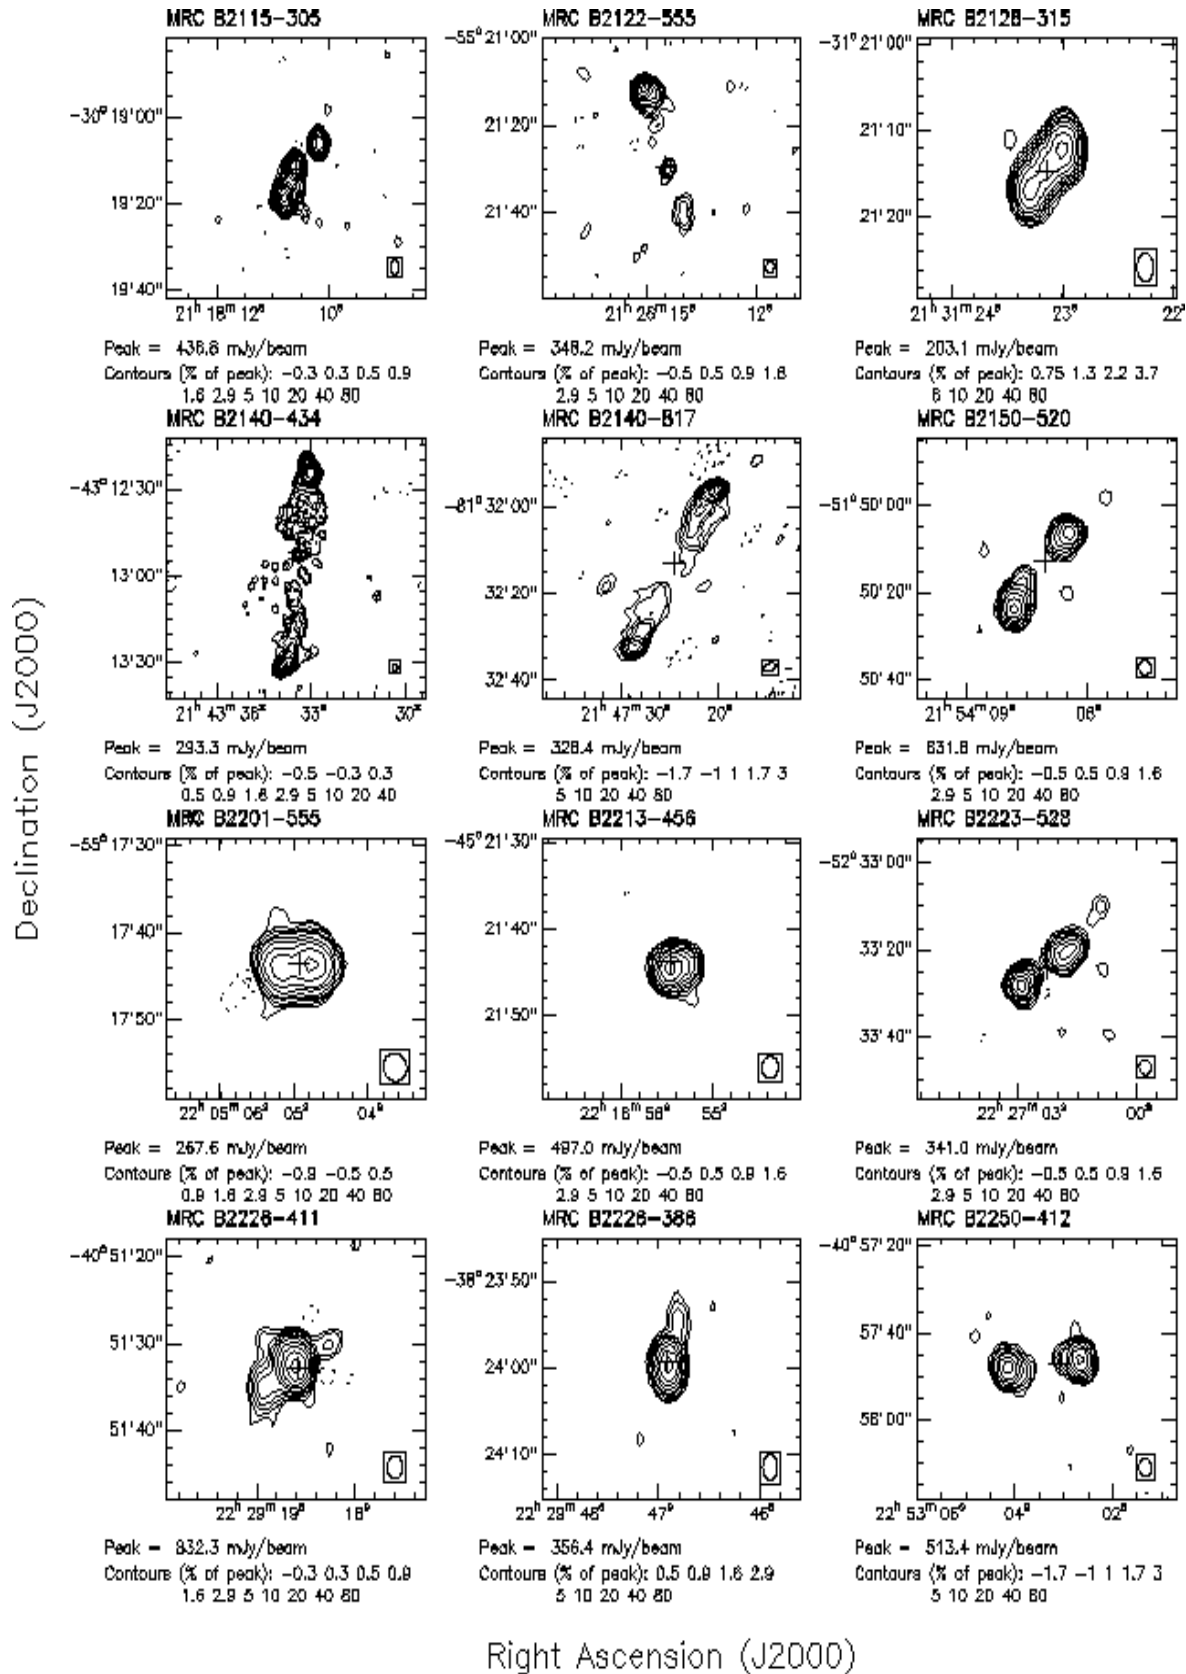 MRC B2115-305
MRC B2122-555
MRC B2128-315
-30° 19'00"
19'20"
19'40"
21ʰ 18ᵐ 12ˢ 10ˢ
-55° 21'00"
21'20"
21'40"
21ʰ 26ᵐ 15ˢ 12ˢ
-31° 21'00"
21'10"
21'20"
21ʰ 31ᵐ 24ˢ 23ˢ 22ˢ
Peak = 436.8 mJy/beam
Contours (% of peak): -0.3 0.3 0.5 0.9
1.6 2.9 5 10 20 40 80
Peak = 348.2 mJy/beam
Contours (% of peak): -0.5 0.5 0.9 1.6
2.9 5 10 20 40 80
Peak = 203.1 mJy/beam
Contours (% of peak): 0.75 1.3 2.2 3.7
6 10 20 40 80
MRC B2140-434
MRC B2140-817
MRC B2150-520
-43° 12'30"
13'00"
13'30"
21ʰ 43ᵐ 36ˢ 33ˢ 30ˢ
-81° 32'00"
32'20"
32'40"
21ʰ 47ᵐ 30ˢ 20ˢ
-51° 50'00"
50'20"
50'40"
21ʰ 54ᵐ 09ˢ 06ˢ
Peak = 293.3 mJy/beam
Contours (% of peak): -0.5 -0.3 0.3
0.5 0.9 1.6 2.9 5 10 20 40
Peak = 328.4 mJy/beam
Contours (% of peak): -1.7 -1 1 1.7 3
5 10 20 40 80
Peak = 831.8 mJy/beam
Contours (% of peak): -0.5 0.5 0.9 1.6
2.9 5 10 20 40 80
MRC B2201-555
MRC B2213-456
MRC B2223-528
-55° 17'30"
17'40"
17'50"
22ʰ 05ᵐ 06ˢ 05ˢ 04ˢ
-45° 21'30"
21'40"
21'50"
22ʰ 16ᵐ 56ˢ 55ˢ
-52° 33'00"
33'20"
33'40"
22ʰ 27ᵐ 03ˢ 00ˢ
Peak = 267.6 mJy/beam
Contours (% of peak): -0.9 -0.5 0.5
0.9 1.6 2.9 5 10 20 40 80
Peak = 497.0 mJy/beam
Contours (% of peak): -0.5 0.5 0.9 1.6
2.9 5 10 20 40 80
Peak = 341.0 mJy/beam
Contours (% of peak): -0.5 0.5 0.9 1.6
2.9 5 10 20 40 80
MRC B2226-411
MRC B2226-386
MRC B2250-412
-40° 51'20"
51'30"
51'40"
22ʰ 29ᵐ 19ˢ 18ˢ
-38° 23'50"
24'00"
24'10"
22ʰ 29ᵐ 48ˢ 47ˢ 46ˢ
-40° 57'20"
57'40"
22ʰ 53ᵐ 06ˢ 04ˢ 02ˢ
Peak = 832.3 mJy/beam
Contours (% of peak): -0.3 0.3 0.5 0.9
1.6 2.9 5 10 20 40 80
Peak = 356.4 mJy/beam
Contours (% of peak): 0.5 0.9 1.6 2.9
5 10 20 40 80
Peak = 513.4 mJy/beam
Contours (% of peak): -1.7 -1 1 1.7 3
5 10 20 40 80
Declination (J2000)
Right Ascension (J2000)